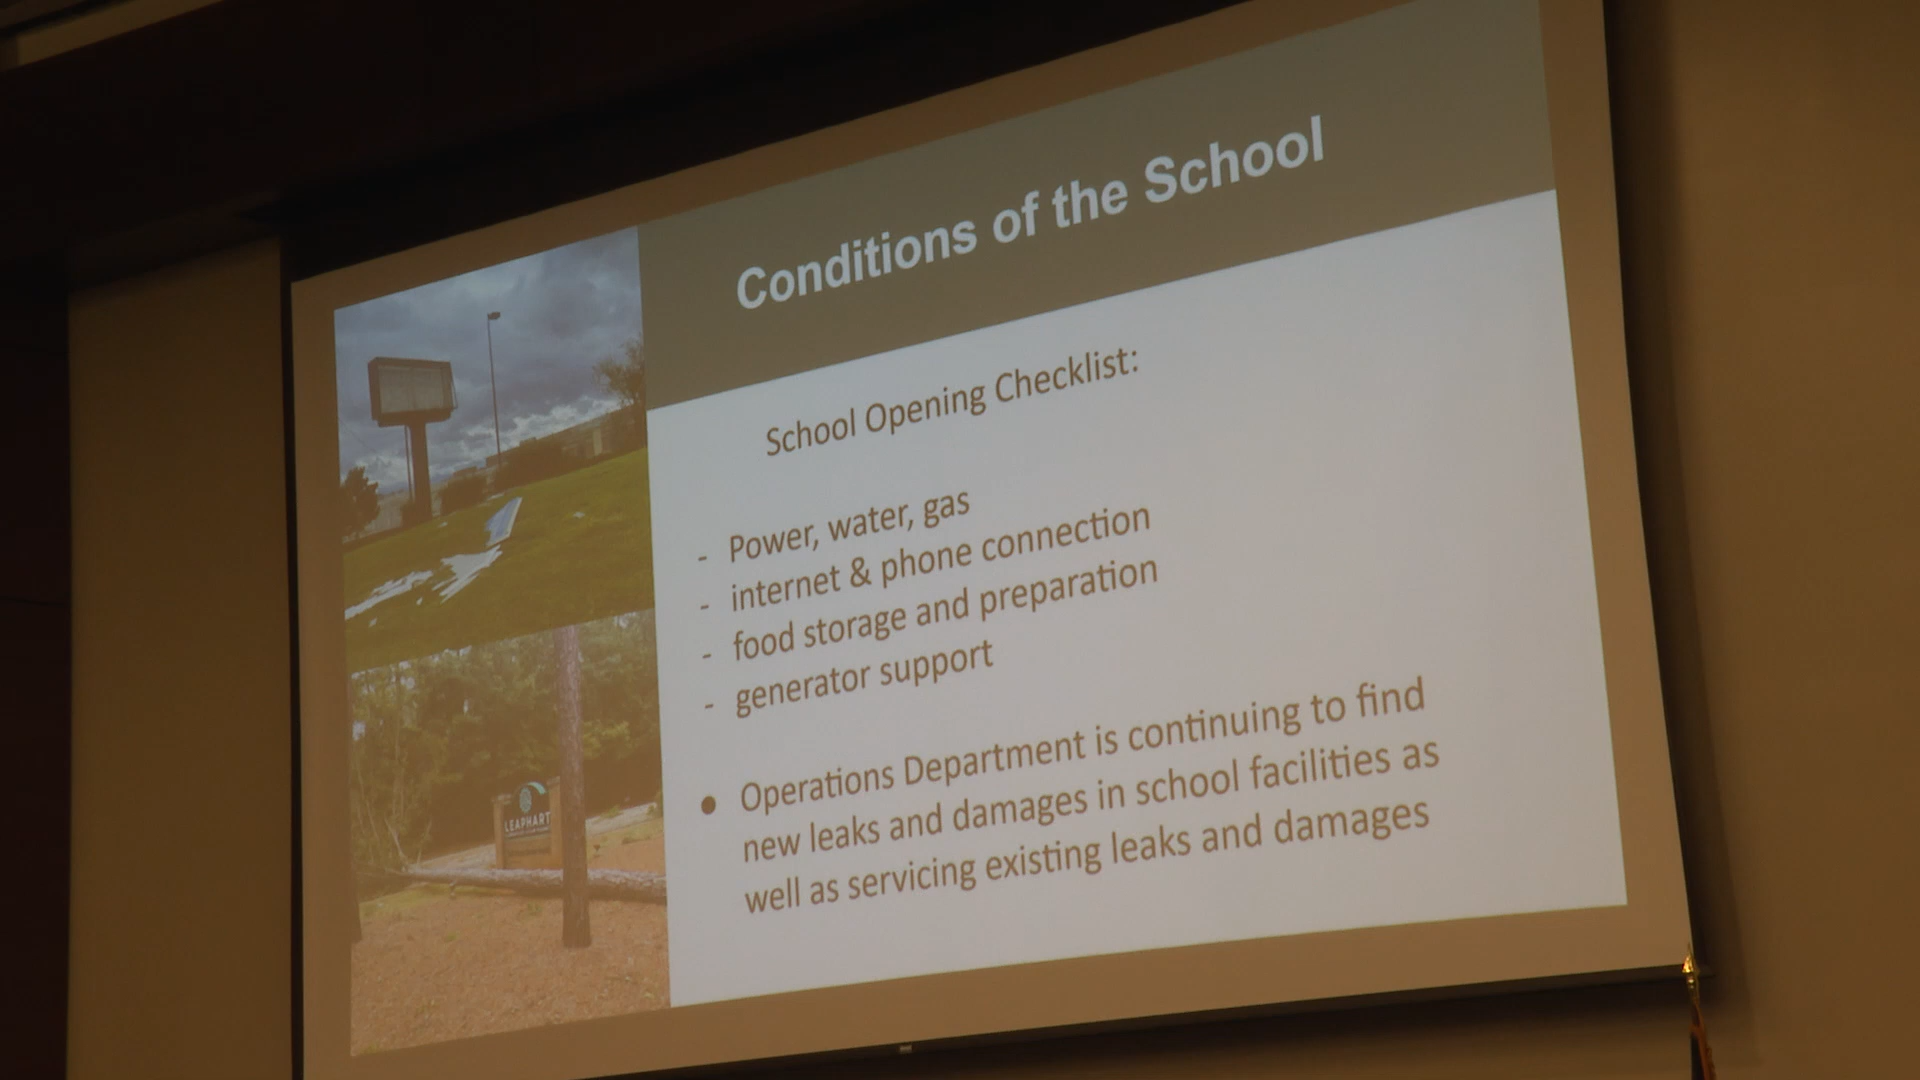 Conditions of the School
School Opening Checklist:
- Power, water, gas
- internet & phone connection
- food storage and preparation
- generator support
● Operations Department is continuing to find
new leaks and damages in school facilities as
well as servicing existing leaks and damages
LEAPHART